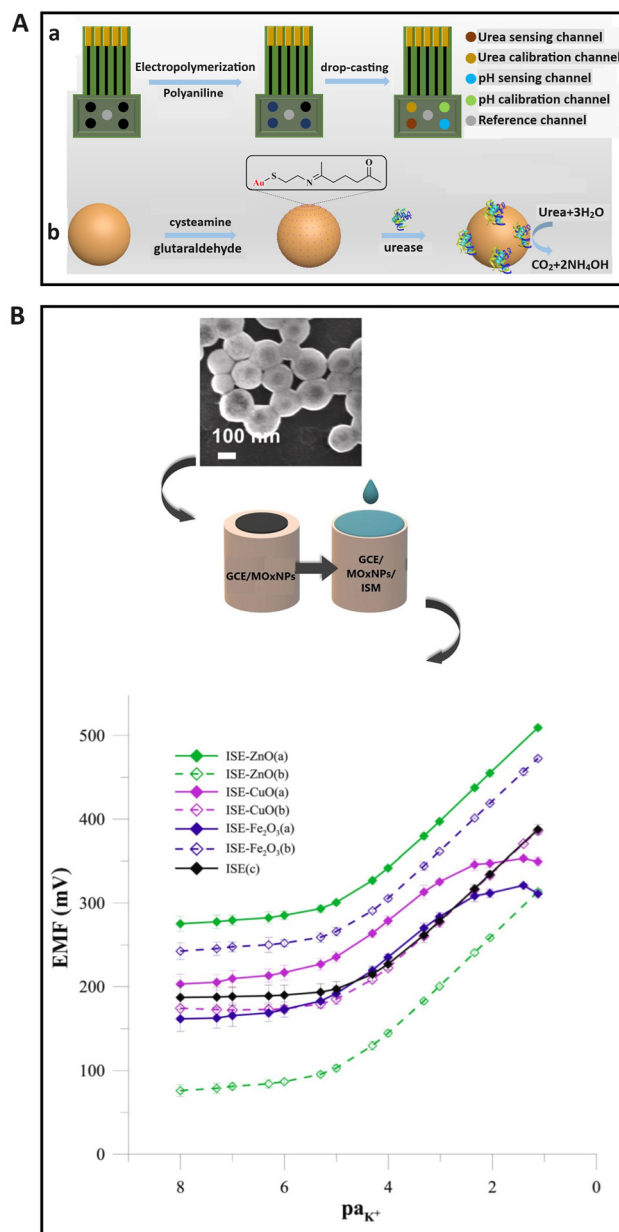 A
a
Electropolymerization
Polyaniline
drop-casting
Urea sensing channel
Urea calibration channel
pH sensing channel
pH calibration channel
Reference channel
b
Au
S
N
O
cysteamine
glutaraldehyde
urease
Urea+3H₂O
CO₂+2NH₄OH
B
100 nm
GCE/MOxNPs
GCE/
MOxNPs/
ISM
500
400
300
200
100
0
EMF (mV)
ISE-ZnO(a)
ISE-ZnO(b)
ISE-CuO(a)
ISE-CuO(b)
ISE-Fe₂O₃(a)
ISE-Fe₂O₃(b)
ISE(c)
8 6 4 2 0
paK⁺